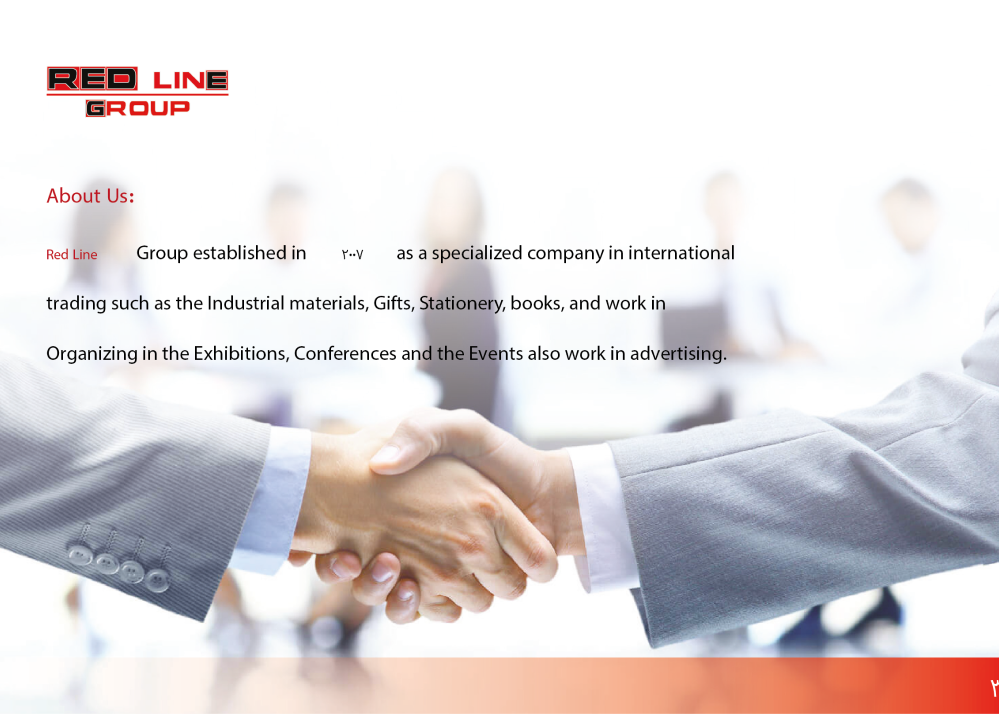 RED LINE
GROUP
About Us:
Red Line Group established in ٢٠٠٧ as a specialized company in international
trading such as the Industrial materials, Gifts, Stationery, books, and work in
Organizing in the Exhibitions, Conferences and the Events also work in advertising.